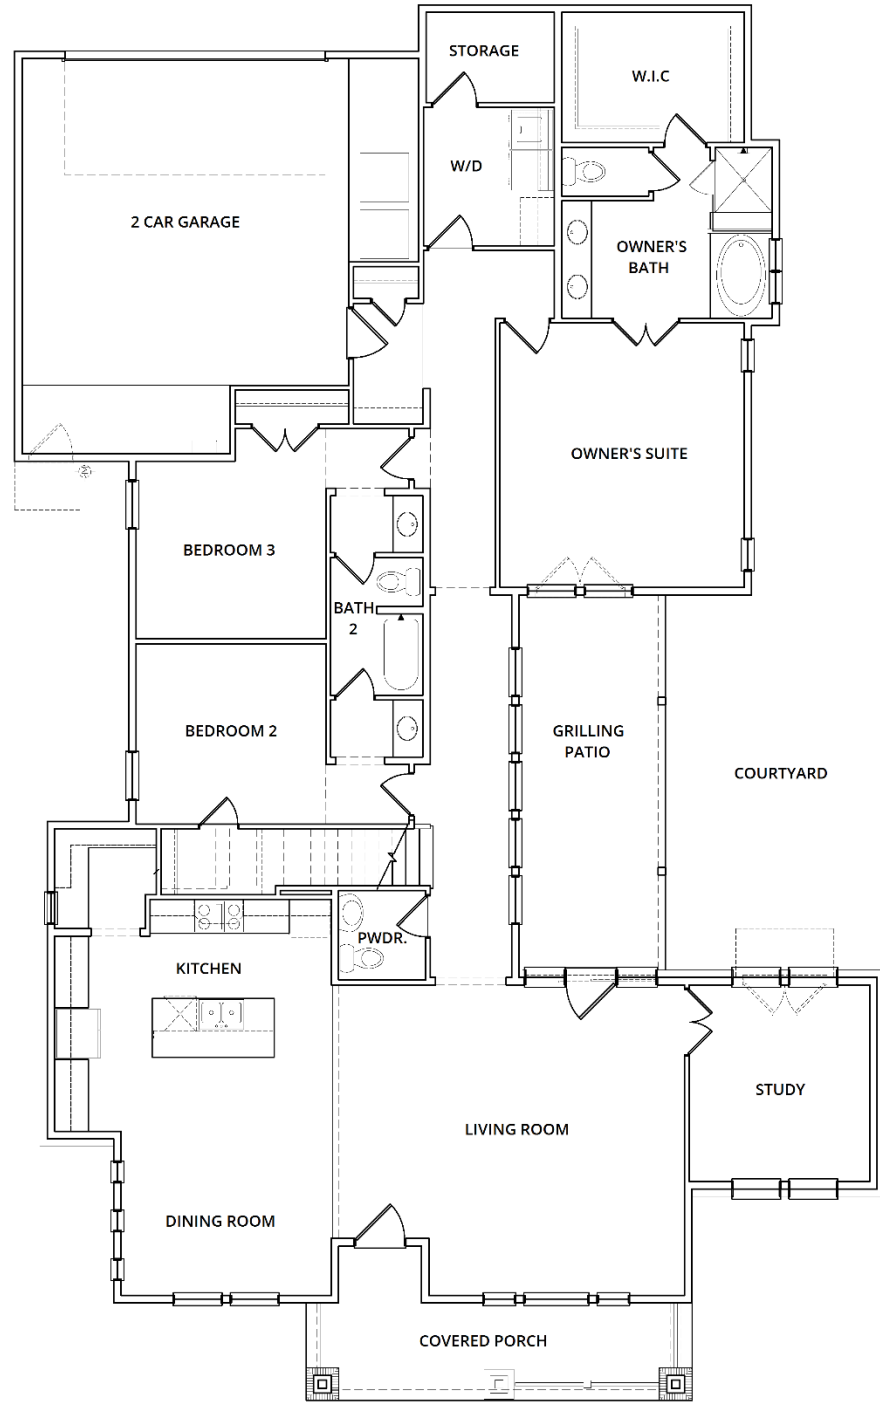 STORAGE
W.I.C
W/D
2 CAR GARAGE
OWNER'S
BATH
OWNER'S SUITE
BEDROOM 3
BATH
2
BEDROOM 2
GRILLING
PATIO
COURTYARD
PWDR.
KITCHEN
STUDY
LIVING ROOM
DINING ROOM
COVERED PORCH